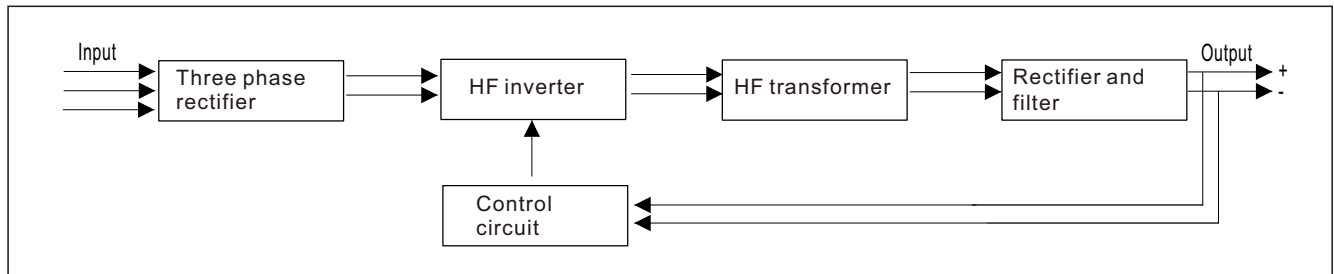 Input
Three phase
rectifier
HF inverter
HF transformer
Rectifier and
filter
Output
+
-
Control
circuit